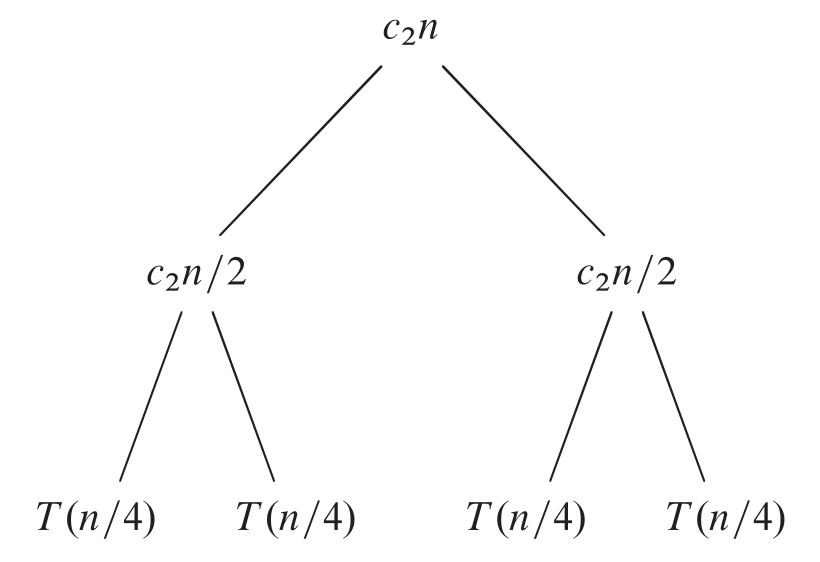 c₂n
c₂n/2 c₂n/2
T(n/4) T(n/4) T(n/4) T(n/4)